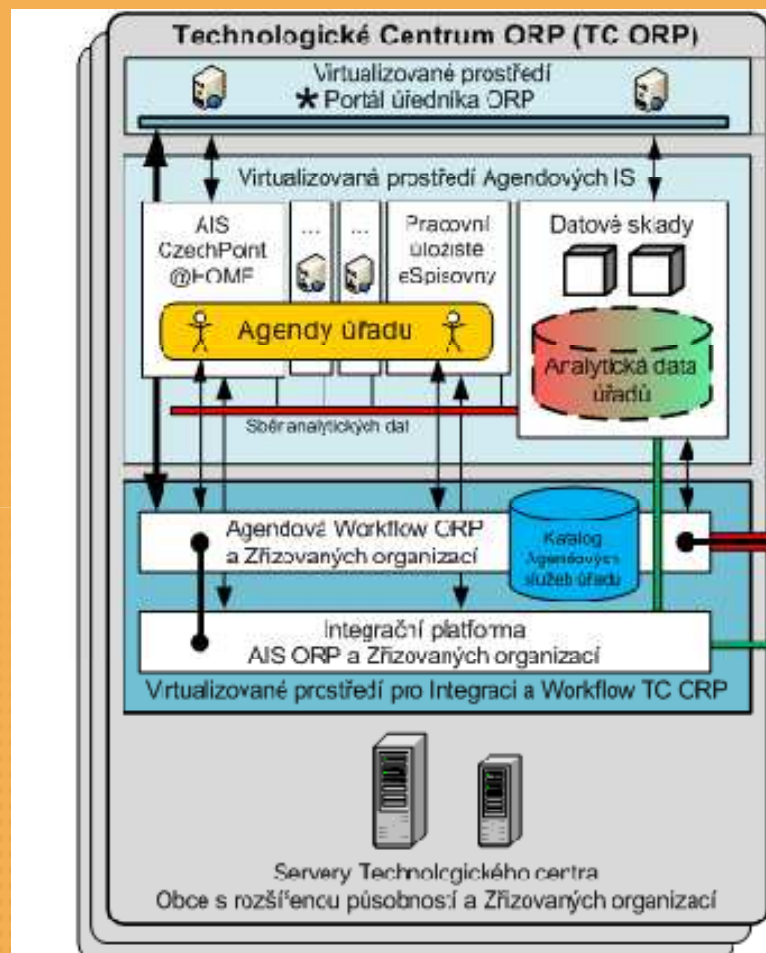 Technologické Centrum ORP (TC ORP)
Virtualizované prostředí
* Portál úředníka ORP
Virtualizovaná prostředí Agendových IS
AIS
CzechPoint
@HOME
...
...
Pracovní
úložiště
eSpisovny
Datové sklady
Agendy úřadu
Analytická data
úřadů
Sběr analytických dat
Agendová Workflow ORP
a Zřizovaných organizací
Katalog
Agendových
služeb úřadu
Integrační platforma
AIS ORP a Zřizovaných organizací
Virtualizované prostředí pro Integraci a Workflow TC ORP
Servery Technologického centra
Obce s rozšířenou působností a Zřizovaných organizací